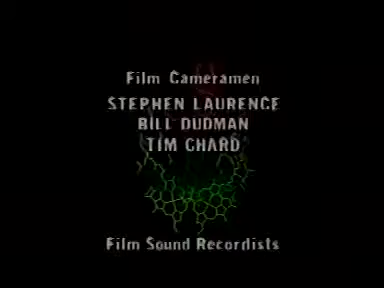 Film Cameramen
STEPHEN LAURENCE
BILL DUDMAN
TIM CHARD
Film Sound Recordists